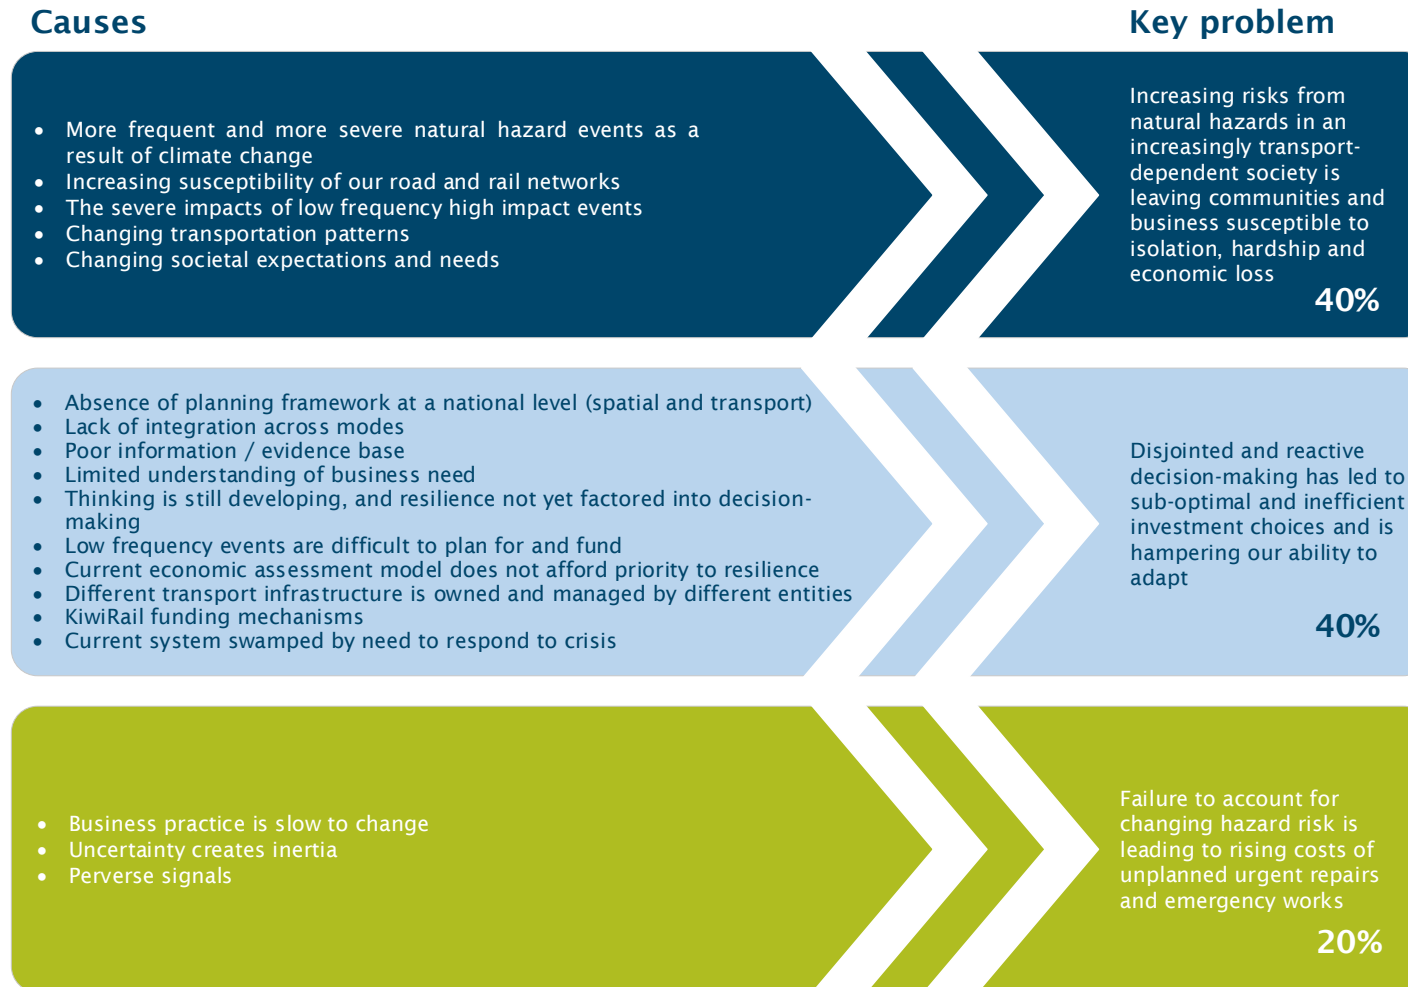 Causes
Key problem
• More frequent and more severe natural hazard events as a
result of climate change
• Increasing susceptibility of our road and rail networks
• The severe impacts of low frequency high impact events
• Changing transportation patterns
• Changing societal expectations and needs
Increasing risks from
natural hazards in an
increasingly transport-
dependent society is
leaving communities and
business susceptible to
isolation, hardship and
economic loss
40%
• Absence of planning framework at a national level (spatial and transport)
• Lack of integration across modes
• Poor information / evidence base
• Limited understanding of business need
• Thinking is still developing, and resilience not yet factored into decision-
making
• Low frequency events are difficult to plan for and fund
• Current economic assessment model does not afford priority to resilience
• Different transport infrastructure is owned and managed by different entities
• KiwiRail funding mechanisms
• Current system swamped by need to respond to crisis
Disjointed and reactive
decision-making has led to
sub-optimal and inefficient
investment choices and is
hampering our ability to
adapt
40%
• Business practice is slow to change
• Uncertainty creates inertia
• Perverse signals
Failure to account for
changing hazard risk is
leading to rising costs of
unplanned urgent repairs
and emergency works
20%